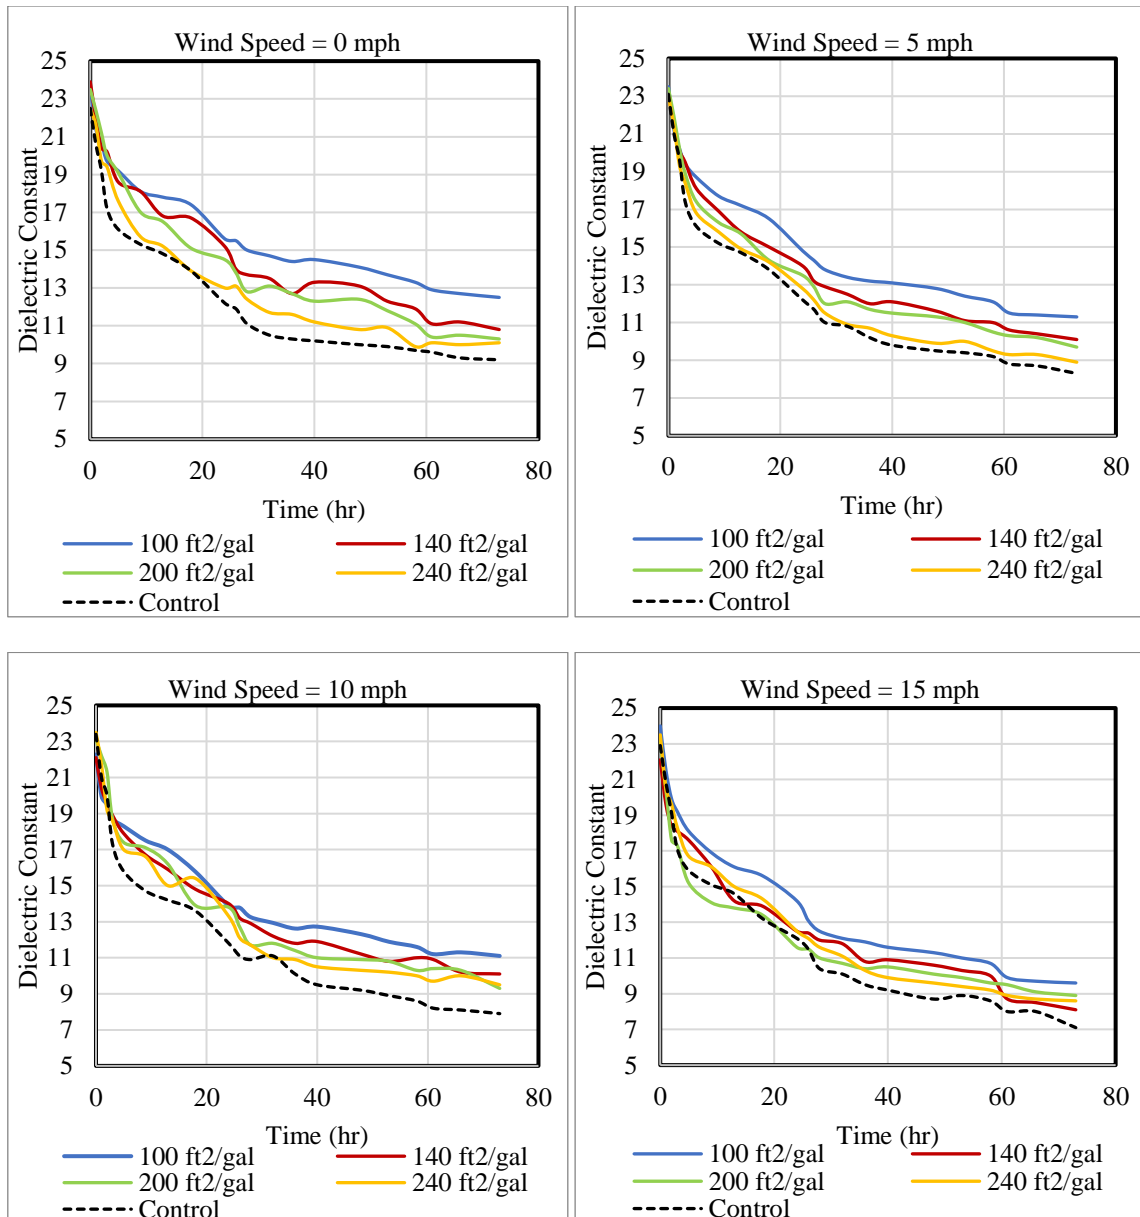 Wind Speed = 0 mph
25
23
21
19
17
15
13
11
9
7
5
Dielectric Constant
0 20 40 60 80
Time (hr)
100 ft2/gal 140 ft2/gal
200 ft2/gal 240 ft2/gal
Control
Wind Speed = 5 mph
25
23
21
19
17
15
13
11
9
7
5
Dielectric Constant
0 20 40 60 80
Time (hr)
100 ft2/gal 140 ft2/gal
200 ft2/gal 240 ft2/gal
Control
Wind Speed = 10 mph
25
23
21
19
17
15
13
11
9
7
5
Dielectric Constant
0 20 40 60 80
Time (hr)
100 ft2/gal 140 ft2/gal
200 ft2/gal 240 ft2/gal
Control
Wind Speed = 15 mph
25
23
21
19
17
15
13
11
9
7
5
Dielectric Constant
0 20 40 60 80
Time (hr)
100 ft2/gal 140 ft2/gal
200 ft2/gal 240 ft2/gal
Control